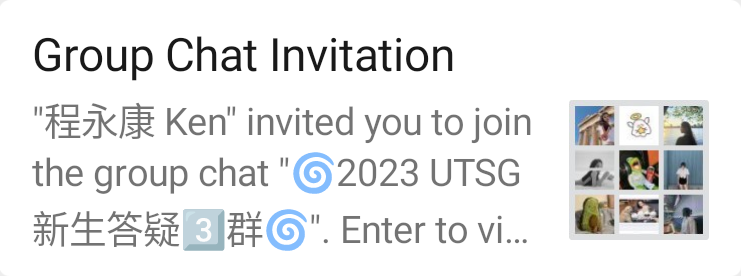 Group Chat Invitation
"程永康 Ken" invited you to join
the group chat "🌀2023 UTSG
新生答疑3️⃣群🌀". Enter to vi...